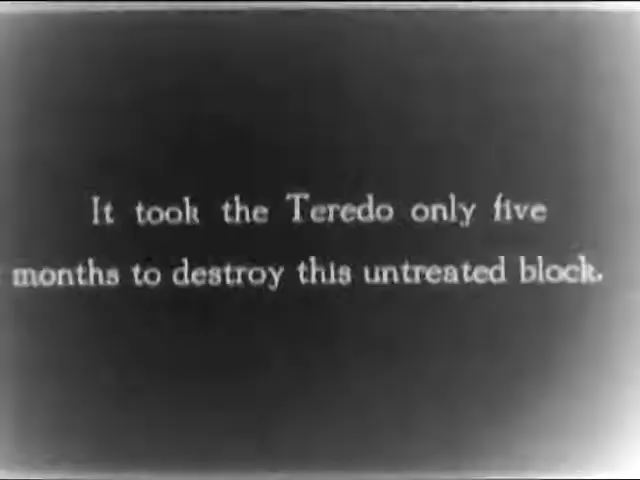 It took the Teredo only five
months to destroy this untreated block.